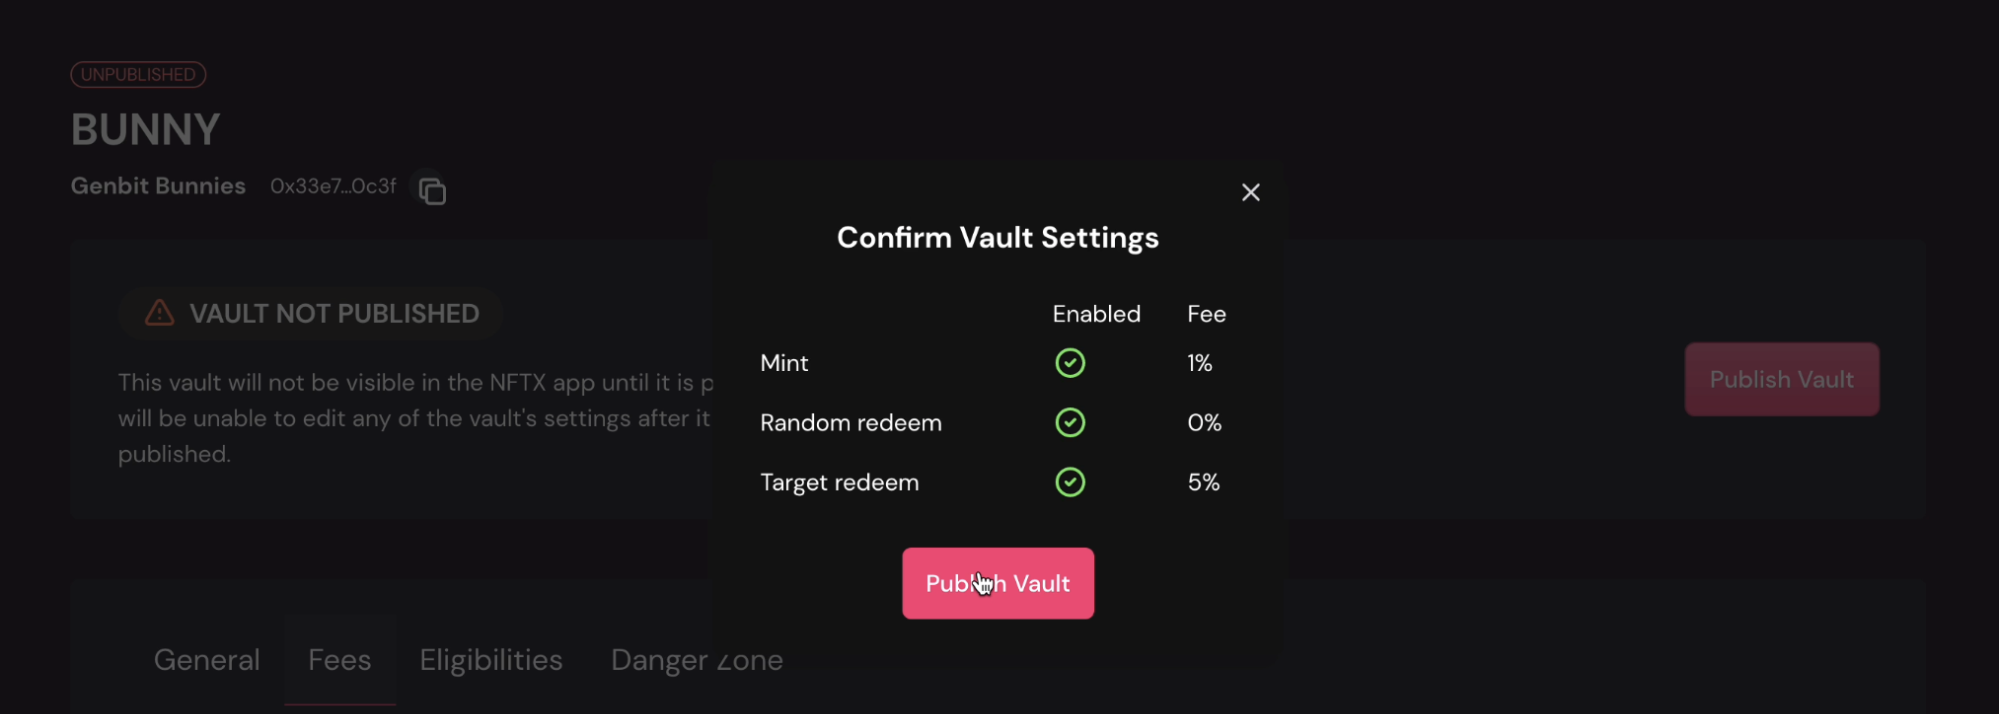 UNPUBLISHED
BUNNY
Genbit Bunnies 0x33e7...0c3f
VAULT NOT PUBLISHED
This vault will not be visible in the NFTX app until it is p
will be unable to edit any of the vault's settings after it
published.
Publish Vault
Confirm Vault Settings
Enabled Fee
Mint 1%
Random redeem 0%
Target redeem 5%
Publish Vault
General Fees Eligibilities Danger Zone